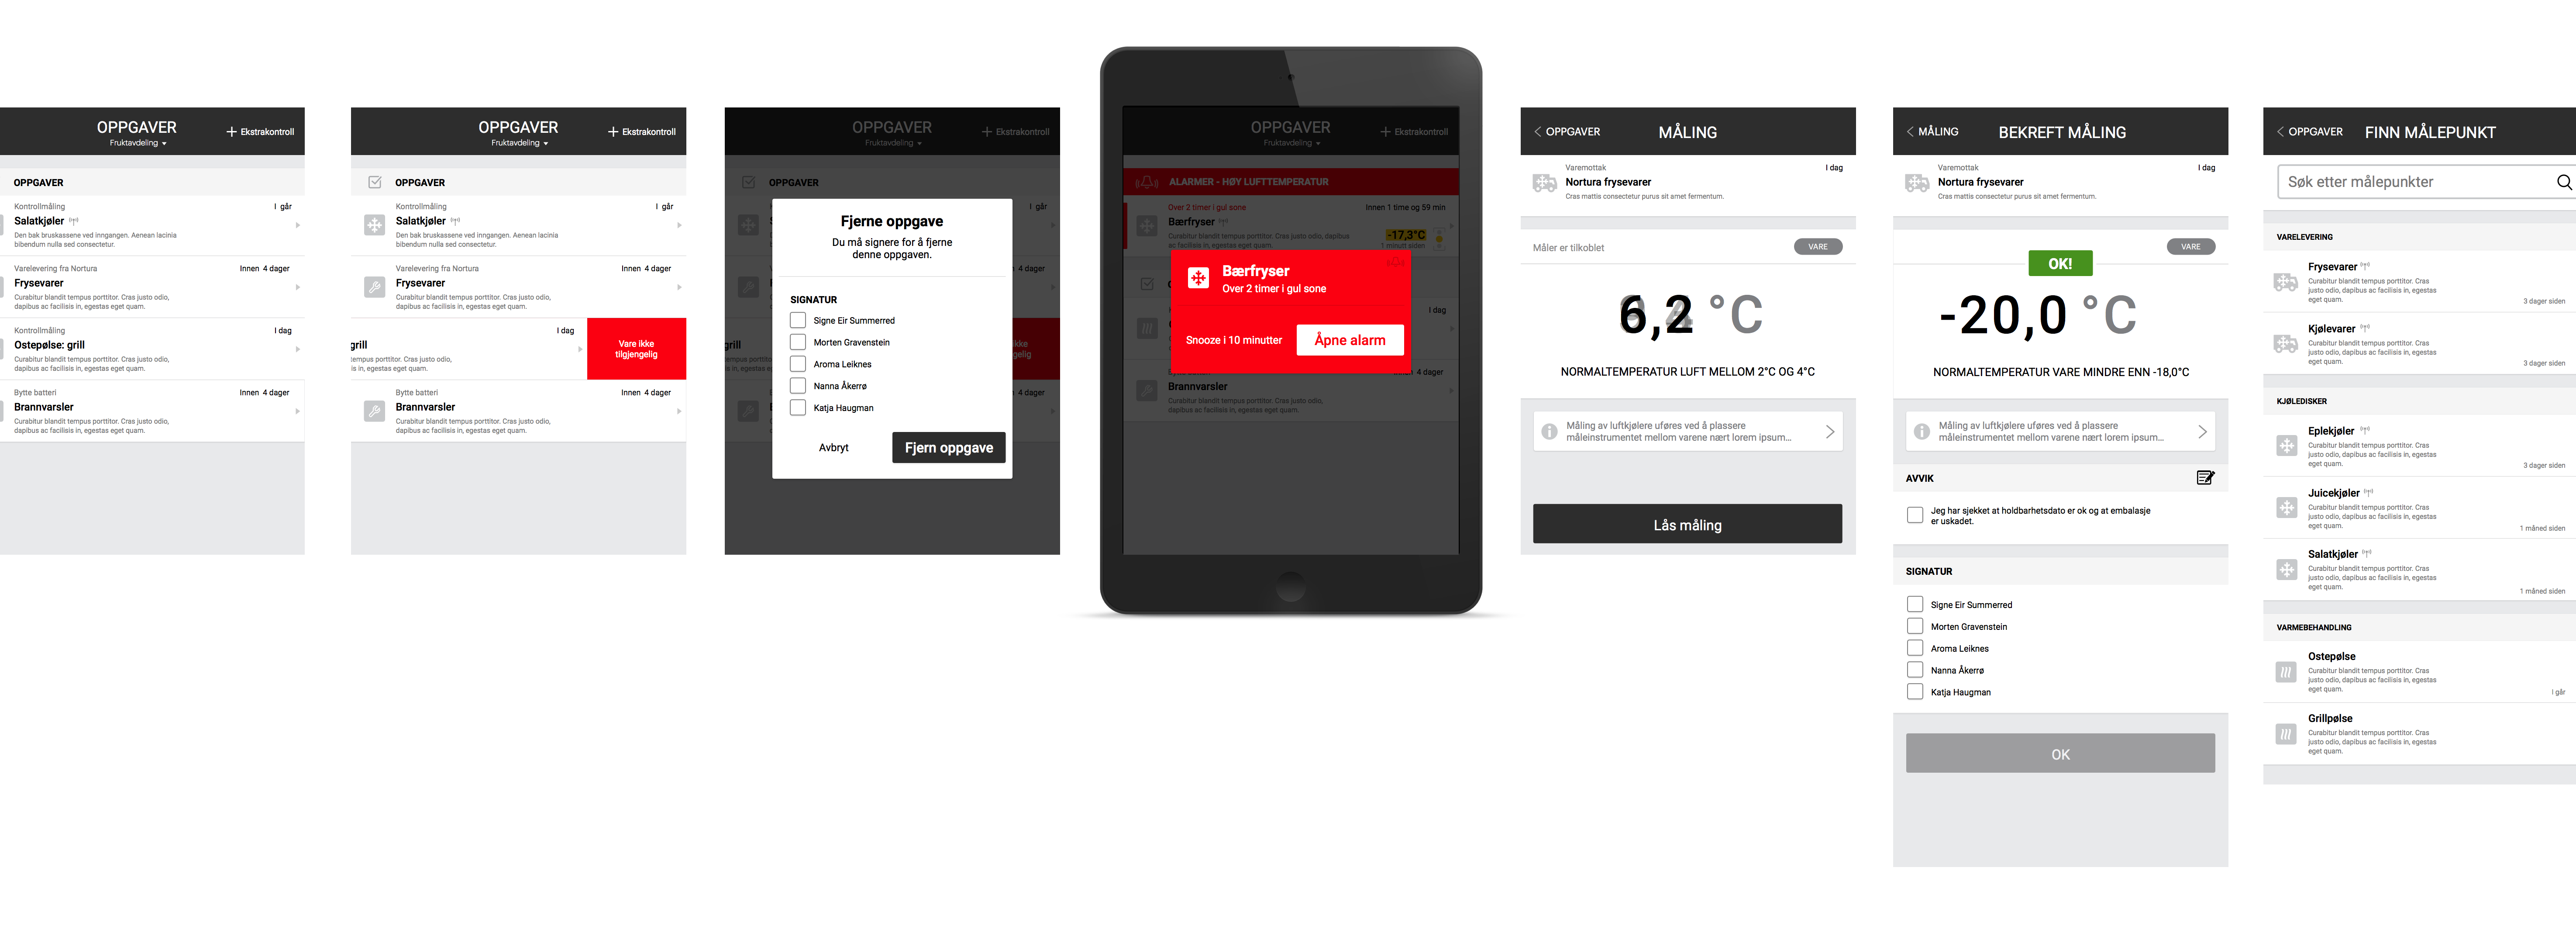 OPPGAVER
Fruktavdeling
Ekstrakontroll
OPPGAVER
Kontrollmåling
I går
Salatkjøler
Den bak bruskassene ved inngangen. Aenean lacinia
bibendum nulla sed consectetur.
Varelevering fra Nortura
Innen 4 dager
Frysevarer
Curabitur blandit tempus porttitor. Cras justo odio,
dapibus ac facilisis in, egestas eget quam.
Kontrollmåling
I dag
Ostepølse: grill
Curabitur blandit tempus porttitor. Cras justo odio,
dapibus ac facilisis in, egestas eget quam.
Bytte batteri
Innen 4 dager
Brannvarsler
Curabitur blandit tempus porttitor. Cras justo odio,
dapibus ac facilisis in, egestas eget quam.
OPPGAVER
Fruktavdeling
Ekstrakontroll
OPPGAVER
Kontrollmåling
I går
Salatkjøler
Den bak bruskassene ved inngangen. Aenean lacinia
bibendum nulla sed consectetur.
Varelevering fra Nortura
Innen 4 dager
Frysevarer
Curabitur blandit tempus porttitor. Cras justo odio,
dapibus ac facilisis in, egestas eget quam.
I dag
grill
tempus porttitor. Cras justo odio,
is in, egestas eget quam.
Vare ikke
tilgjengelig
Bytte batteri
Innen 4 dager
Brannvarsler
Curabitur blandit tempus porttitor. Cras justo odio,
dapibus ac facilisis in, egestas eget quam.
OPPGAVER
Fruktavdeling
Ekstrakontroll
OPPGAVER
I går
4 dager
grill
4 dager
Fjerne oppgave
Du må signere for å fjerne
denne oppgaven.
SIGNATUR
Signe Eir Summerred
Morten Gravenstein
Aroma Leiknes
Nanna Åkerrø
Katja Haugman
Avbryt
Fjern oppgave
OPPGAVER
Fruktavdeling
Ekstrakontroll
ALARMER - HØY LUFTTEMPERATUR
Over 2 timer i gul sone
Innen 1 time og 59 min
Bærfryser
Curabitur blandit tempus porttitor. Cras justo odio, dapibus
ac facilisis in, egestas eget quam.
-17,3°C
1 minutt siden
Bærfryser
Over 2 timer i gul sone
Snooze i 10 minutter
Åpne alarm
I dag
4 dager
Brannvarsler
Curabitur blandit tempus porttitor. Cras justo odio,
dapibus ac facilisis in, egestas eget quam.
OPPGAVER
MÅLING
Varemottak
I dag
Nortura frysevarer
Cras mattis consectetur purus sit amet fermentum.
Måler er tilkoblet
VARE
6,2 °C
NORMALTEMPERATUR LUFT MELLOM 2°C OG 4°C
Måling av luftkjølere uføres ved å plassere
måleinstrumentet mellom varene nært lorem ipsum...
Lås måling
MÅLING
BEKREFT MÅLING
Varemottak
I dag
Nortura frysevarer
Cras mattis consectetur purus sit amet fermentum.
VARE
OK!
-20,0 °C
NORMALTEMPERATUR VARE MINDRE ENN -18,0°C
Måling av luftkjølere uføres ved å plassere
måleinstrumentet mellom varene nært lorem ipsum...
AVVIK
Jeg har sjekket at holdbarhetsdato er ok og at embalasje
er uskadet.
SIGNATUR
Signe Eir Summerred
Morten Gravenstein
Aroma Leiknes
Nanna Åkerrø
Katja Haugman
OK
OPPGAVER
FINN MÅLEPUNKT
Søk etter målepunkter
VARELEVERING
Frysevarer
Curabitur blandit tempus porttitor. Cras
justo odio, dapibus ac facilisis in, egestas
eget quam.
3 dager siden
Kjølevarer
Curabitur blandit tempus porttitor. Cras
justo odio, dapibus ac facilisis in, egestas
eget quam.
3 dager siden
KJØLEDISKER
Eplekjøler
Curabitur blandit tempus porttitor. Cras
justo odio, dapibus ac facilisis in, egestas
eget quam.
3 dager siden
Juicekjøler
Curabitur blandit tempus porttitor. Cras
justo odio, dapibus ac facilisis in, egestas
eget quam.
1 måned siden
Salatkjøler
Curabitur blandit tempus porttitor. Cras
justo odio, dapibus ac facilisis in, egestas
eget quam.
1 måned siden
VARMEBEHANDLING
Ostepølse
Curabitur blandit tempus porttitor. Cras
justo odio, dapibus ac facilisis in, egestas
eget quam.
I går
Grillpølse
Curabitur blandit tempus porttitor. Cras
justo odio, dapibus ac facilisis in, egestas
eget quam.